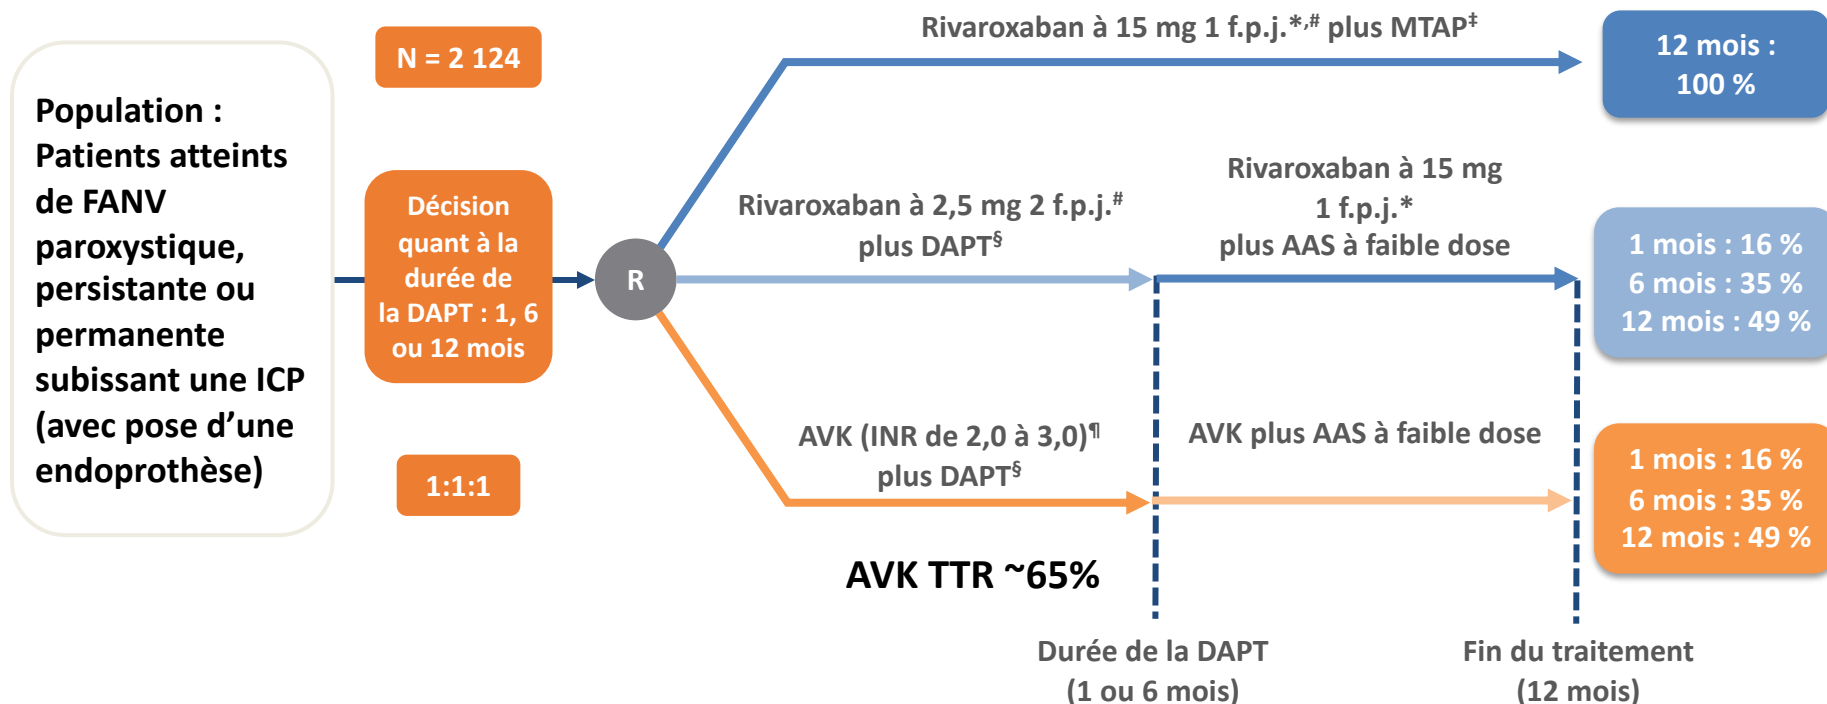 Population :
Patients atteints
de FANV
paroxystique,
persistante ou
permanente
subissant une ICP
(avec pose d’une
endoprothèse)
N = 2 124
Décision
quant à la
durée de
la DAPT : 1, 6
ou 12 mois
1:1:1
R
Rivaroxaban à 15 mg 1 f.p.j.*,# plus MTAP‡
12 mois :
100 %
Rivaroxaban à 2,5 mg 2 f.p.j.#
plus DAPT§
Rivaroxaban à 15 mg
1 f.p.j.*
plus AAS à faible dose
1 mois : 16 %
6 mois : 35 %
12 mois : 49 %
AVK (INR de 2,0 à 3,0)¶
plus DAPT§
AVK plus AAS à faible dose
1 mois : 16 %
6 mois : 35 %
12 mois : 49 %
AVK TTR ~65%
Durée de la DAPT
(1 ou 6 mois)
Fin du traitement
(12 mois)